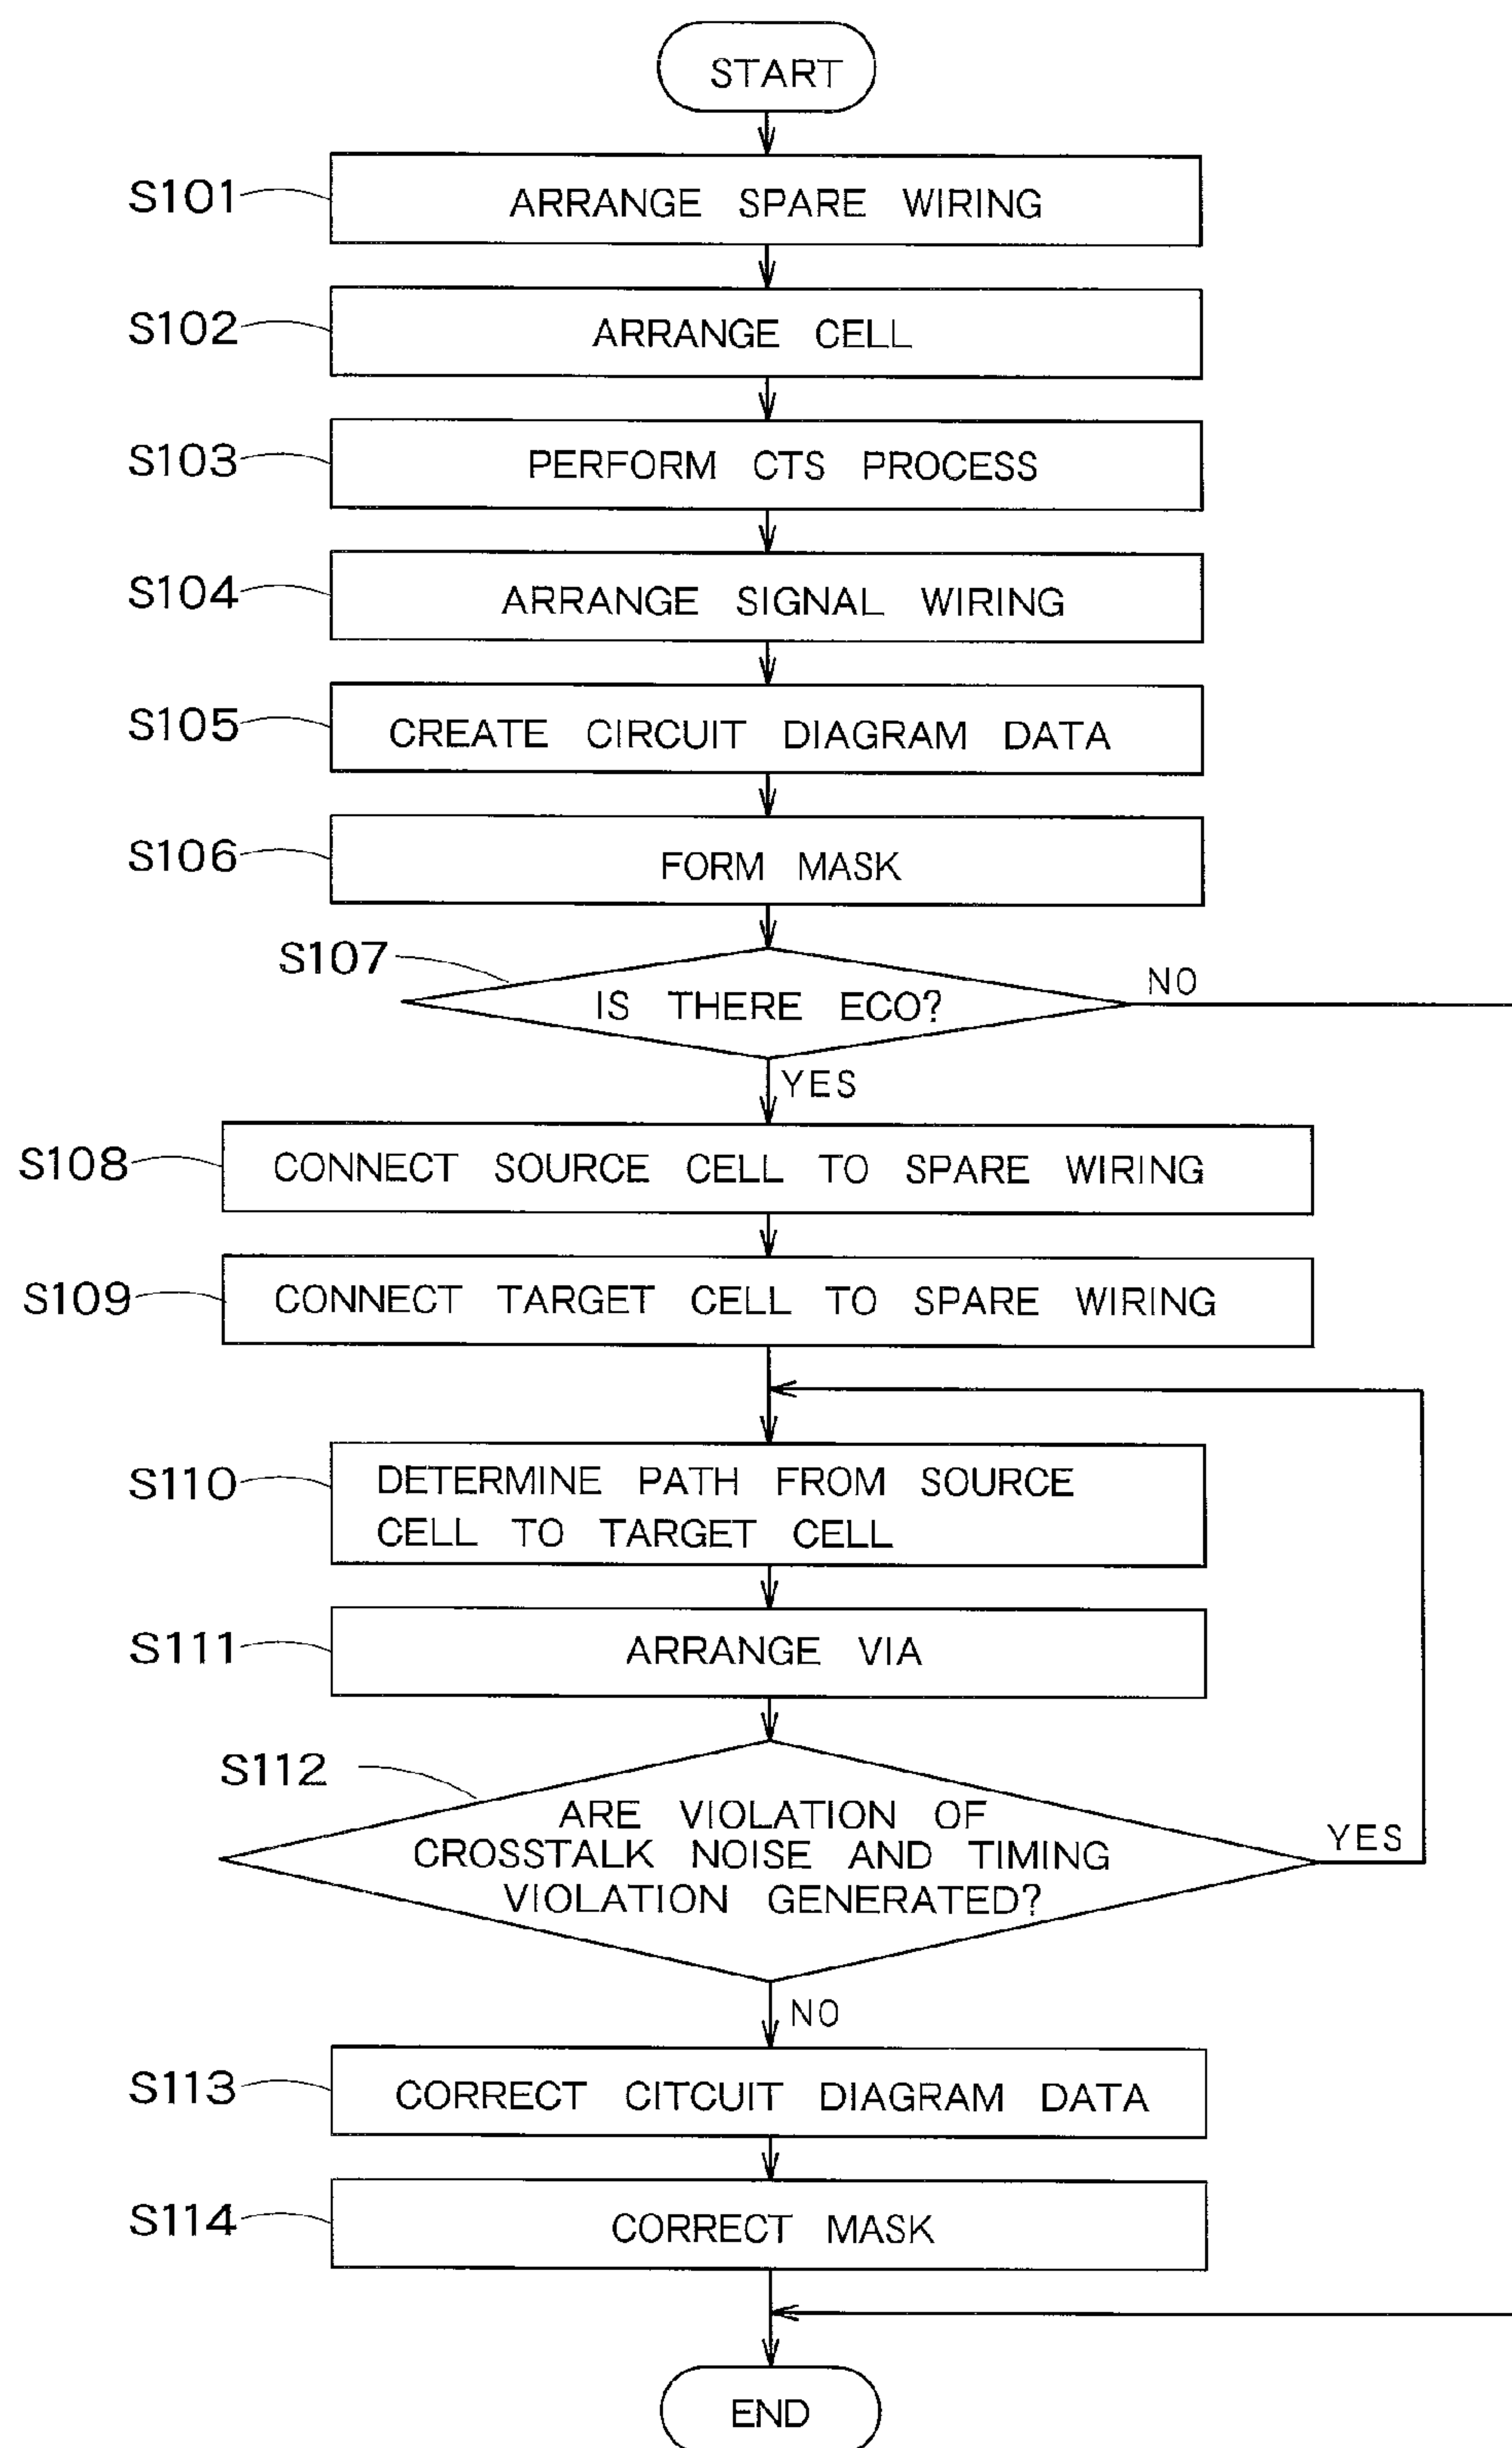 START
S101
ARRANGE SPARE WIRING
S102
ARRANGE CELL
S103
PERFORM CTS PROCESS
S104
ARRANGE SIGNAL WIRING
S105
CREATE CIRCUIT DIAGRAM DATA
S106
FORM MASK
S107
IS THERE ECO?
NO
YES
S108
CONNECT SOURCE CELL TO SPARE WIRING
S109
CONNECT TARGET CELL TO SPARE WIRING
S110
DETERMINE PATH FROM SOURCE
CELL TO TARGET CELL
S111
ARRANGE VIA
S112
ARE VIOLATION OF
CROSSTALK NOISE AND TIMING
VIOLATION GENERATED?
YES
NO
S113
CORRECT CITCUIT DIAGRAM DATA
S114
CORRECT MASK
END